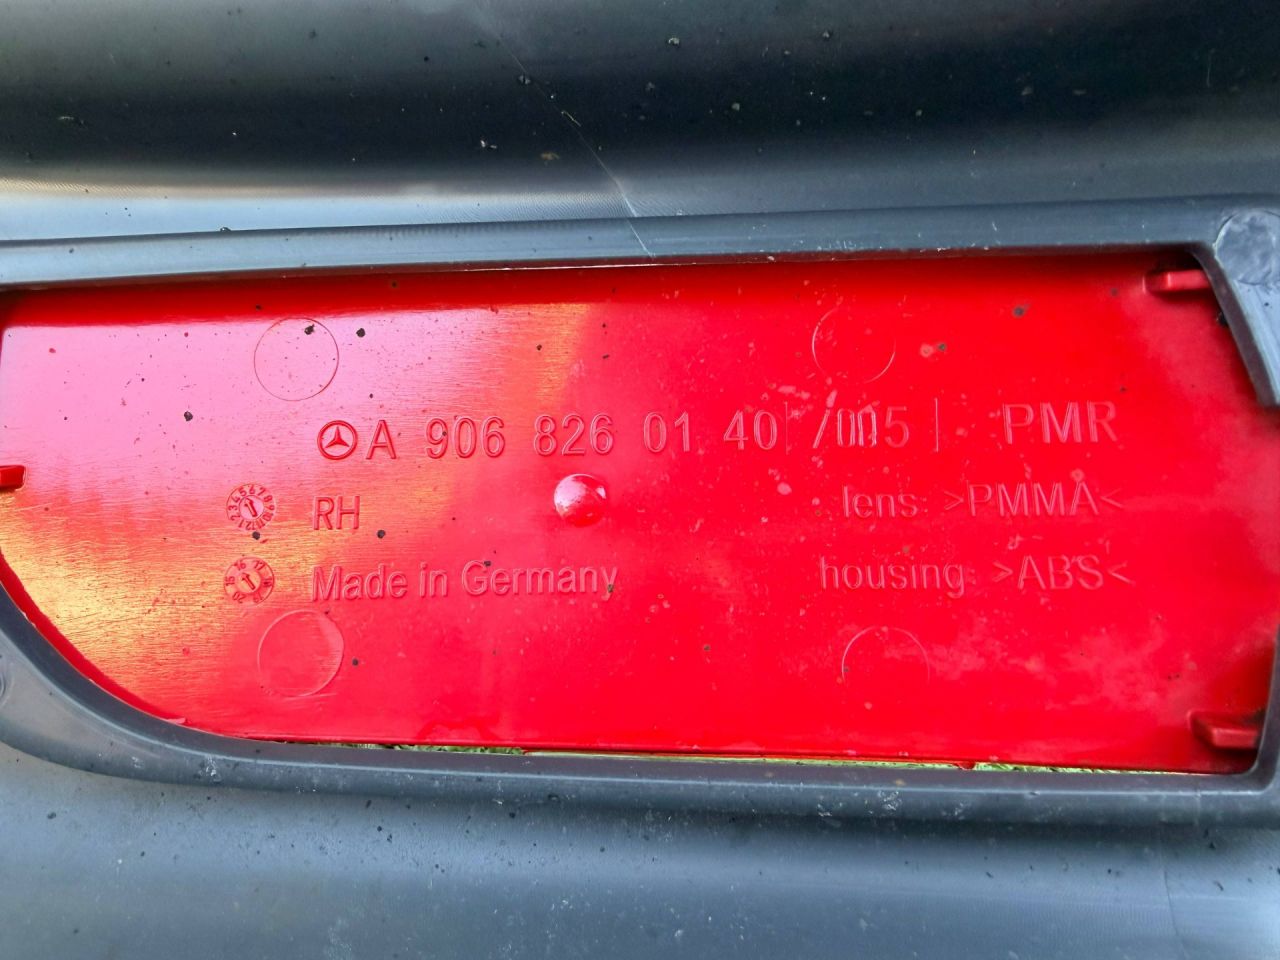 A 906 826 01 40 /005 PMR
RH
lens: >PMMA<
Made in Germany
housing: >ABS<